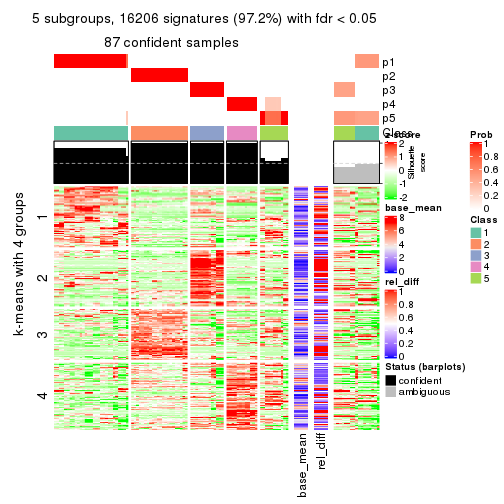 5 subgroups, 16206 signatures (97.2%) with fdr < 0.05
87 confident samples
p1
p2
p3
p4
p5
Class
Silhouette
score
k-means with 4 groups
1
2
3
4
base_mean
rel_diff
z-score
2
1
0
-1
-2
base_mean
8
6
4
2
0
rel_diff
1
0.8
0.6
0.4
0.2
0
Status (barplots)
confident
ambiguous
Prob
1
0.8
0.6
0.4
0.2
0
Class
1
2
3
4
5